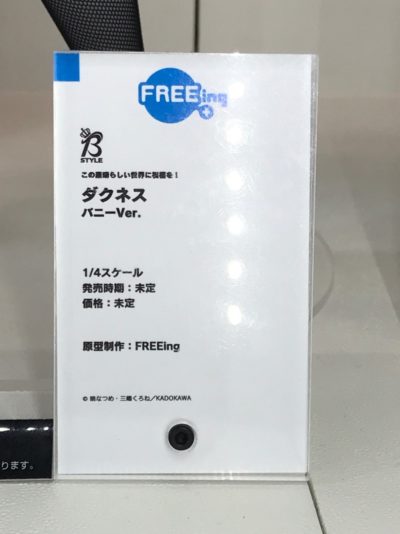 FREEing
B
STYLE
この素晴らしい世界に祝福を！
ダクネス
バニーVer.
1/4スケール
発売時期：未定
価格：未定
原型制作：FREEing
© 暁なつめ・三嶋くろね／KADOKAWA
ります。